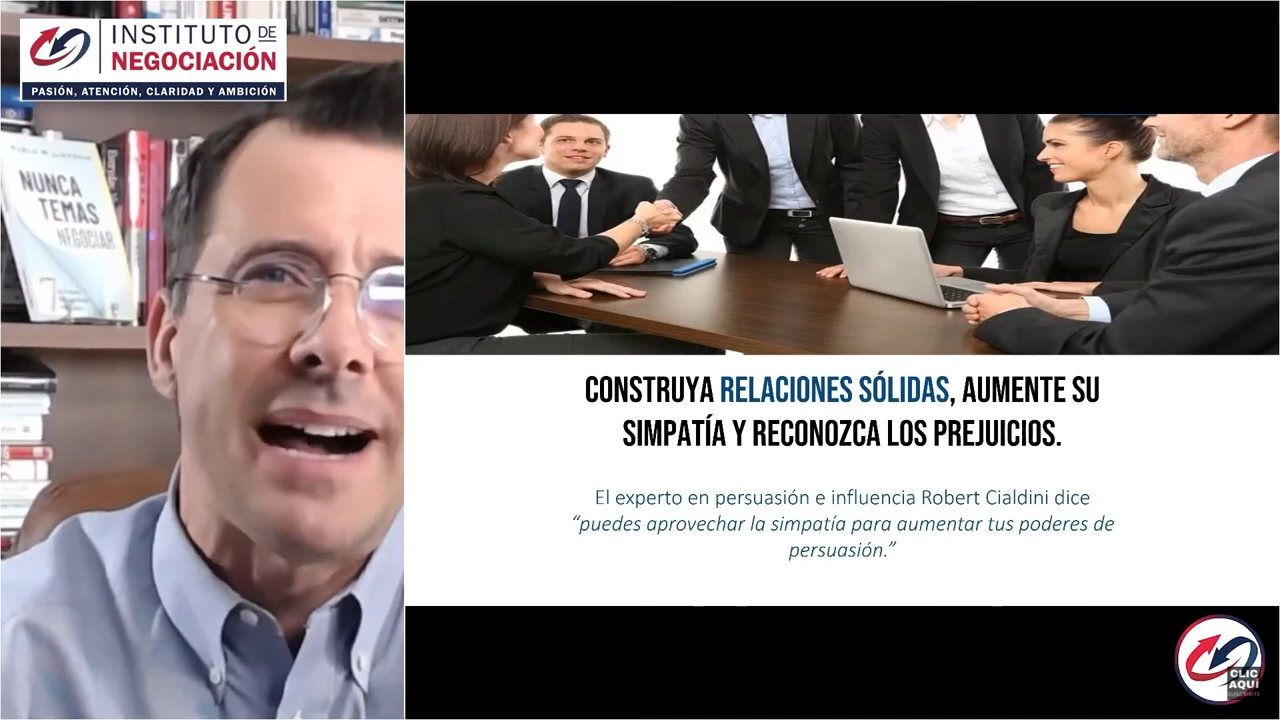 INSTITUTO DE
NEGOCIACIÓN
PASIÓN, ATENCIÓN, CLARIDAD Y AMBICIÓN
NUNCA
TEMAS
NEGOCIAR
7
CONSTRUYA RELACIONES SÓLIDAS, AUMENTE SU
SIMPATÍA Y RECONOZCA LOS PREJUICIOS.
El experto en persuasión e influencia Robert Cialdini dice
“puedes aprovechar la simpatía para aumentar tus poderes de
persuasión.”
CLIC
AQUÍ